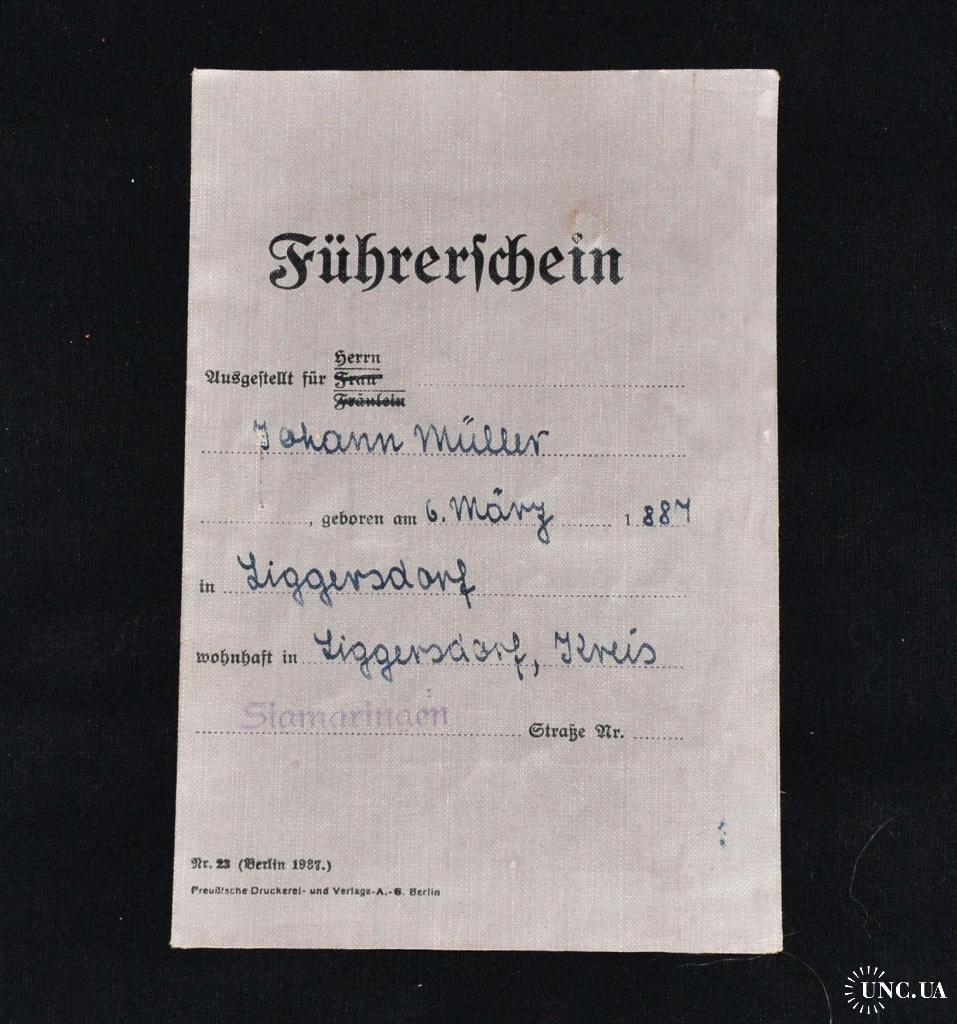 Führerschein
Herrn
Ausgestellt für Frau
Fräulein
Johann Müller
, geboren am 6. März 1887
in Liggersdorf
wohnhaft in Liggersdorf, Kreis
Sigmaringen
Straße Nr.
Nr. 23 (Berlin 1937.)
Preußische Druckerei- und Verlags-A.-G. Berlin
UNC.UA